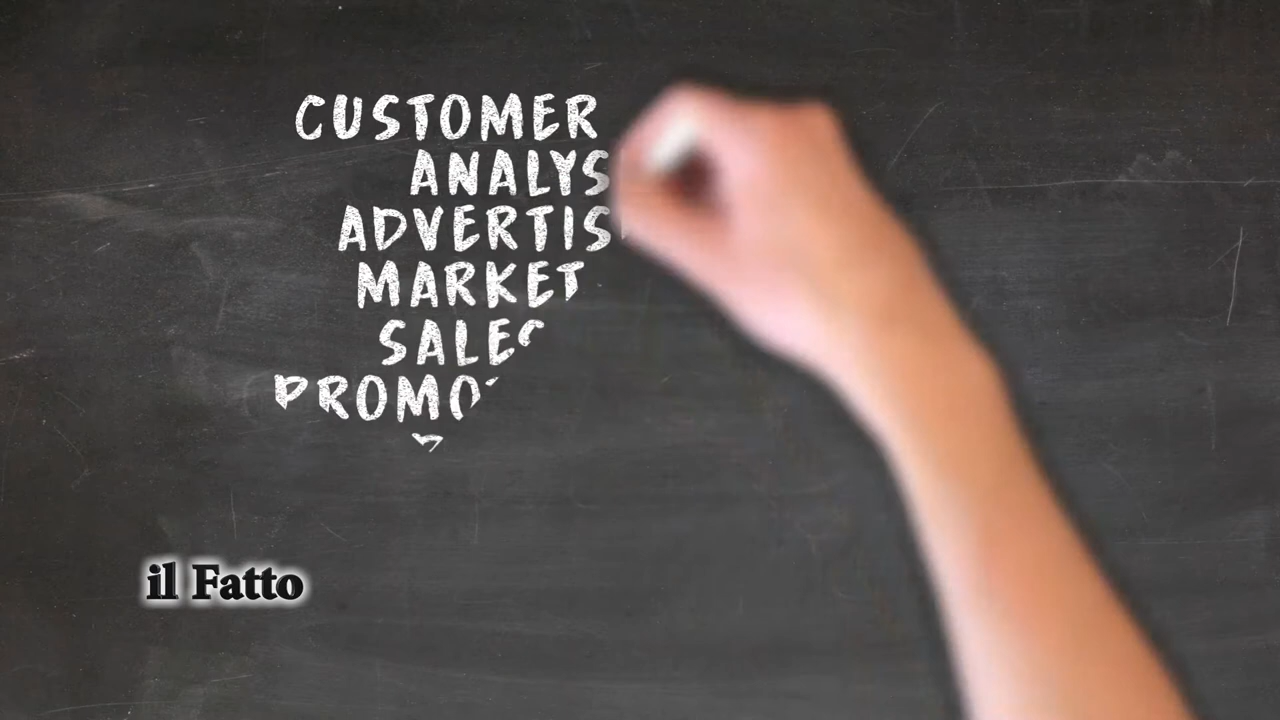 CUSTOMER
ANALYS
ADVERTIS
MARKET
SALES
PROMO
il Fatto